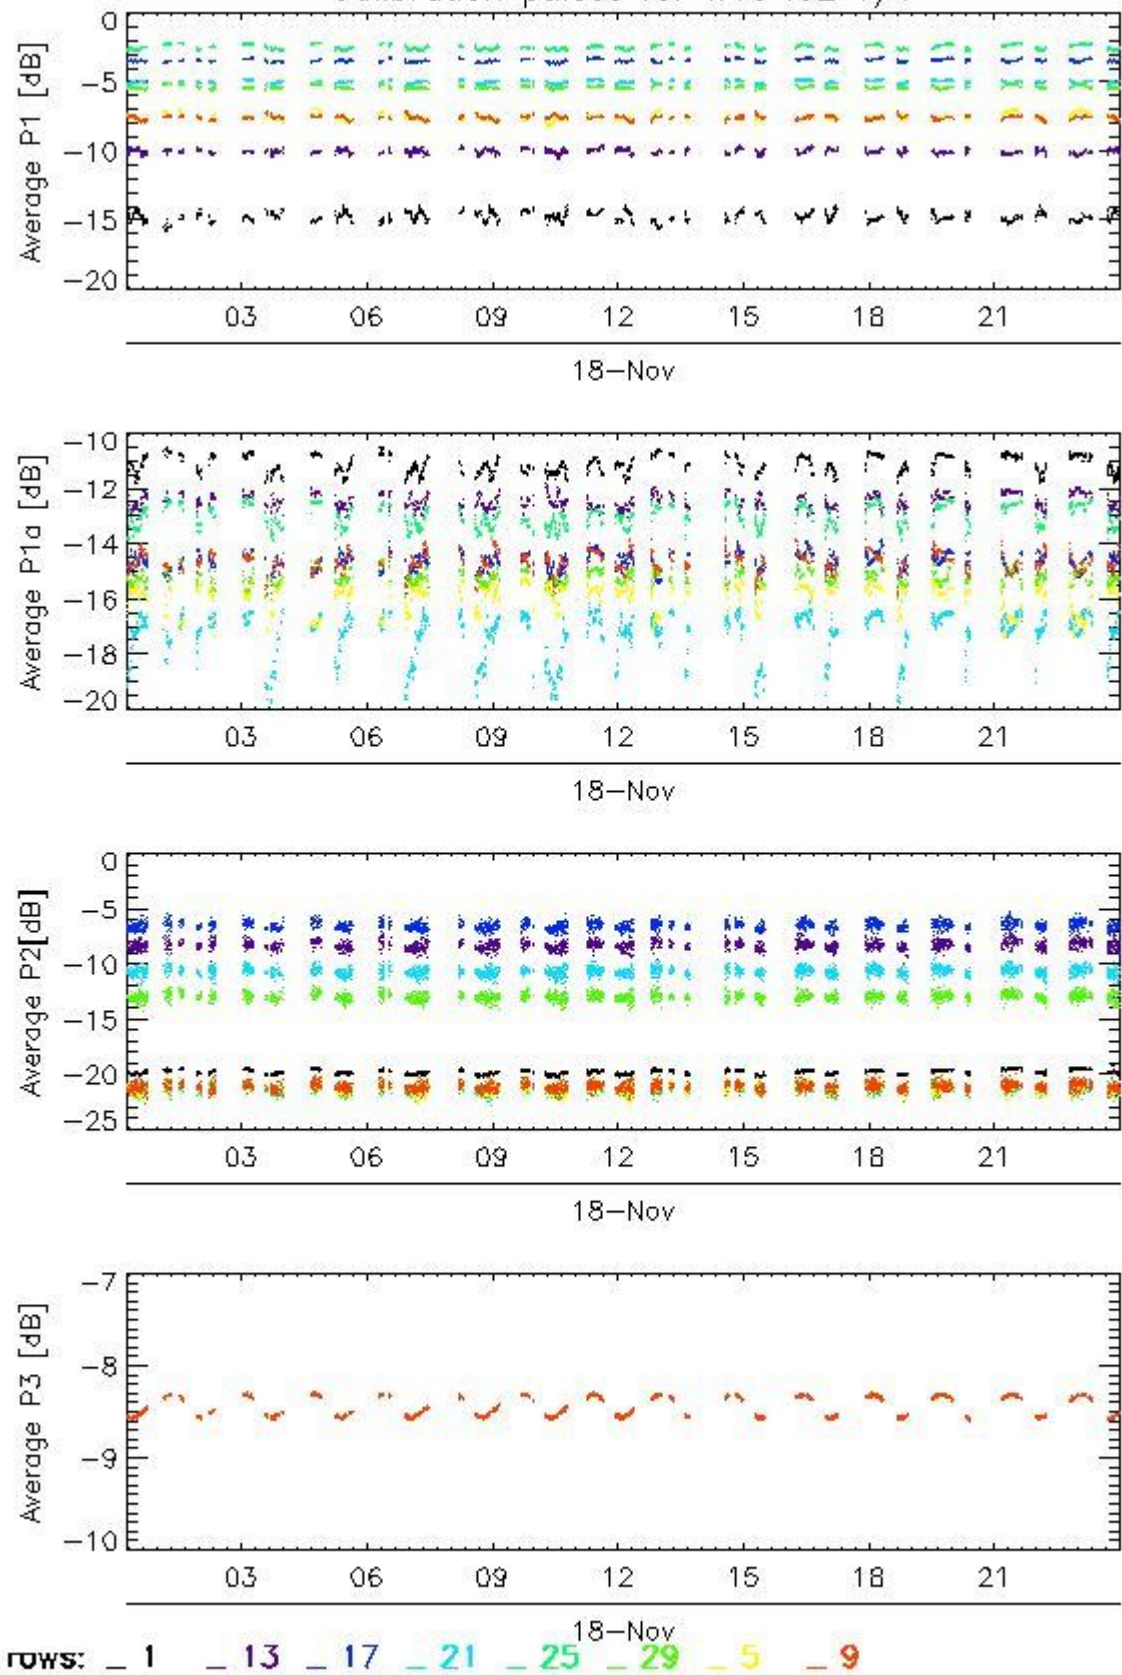 0
-5
-10
-15
-20
Average P1 [dB]
03 06 09 12 15 18 21
18-Nov
-10
-12
-14
-16
-18
-20
Average P1a [dB]
03 06 09 12 15 18 21
18-Nov
0
-5
-10
-15
-20
-25
Average P2[dB]
03 06 09 12 15 18 21
18-Nov
-7
-8
-9
-10
Average P3 [dB]
03 06 09 12 15 18 21
18-Nov
rows: _ 1 _ 13 _ 17 _ 21 _ 25 _ 29 _ 5 _ 9